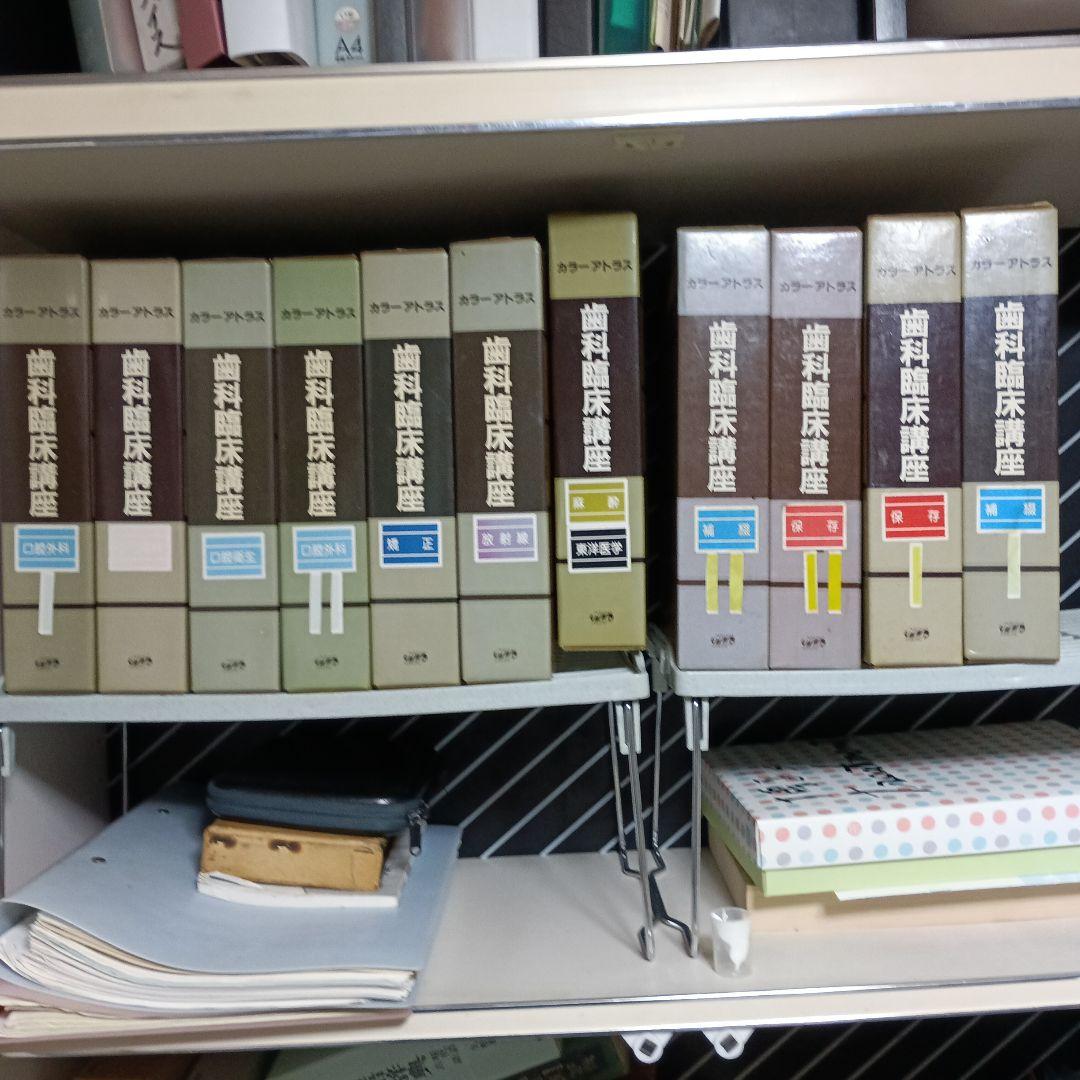 A4
カラーアトラス
歯科臨床講座
口腔外科
カラーアトラス
歯科臨床講座
カラーアトラス
歯科臨床講座
口腔衛生
カラーアトラス
歯科臨床講座
口腔外科
カラーアトラス
歯科臨床講座
矯正
カラーアトラス
歯科臨床講座
放射線
カラーアトラス
歯科臨床講座
麻酔
東洋医学
カラーアトラス
歯科臨床講座
補綴
カラーアトラス
歯科臨床講座
保存
カラーアトラス
歯科臨床講座
保存
カラーアトラス
歯科臨床講座
補綴